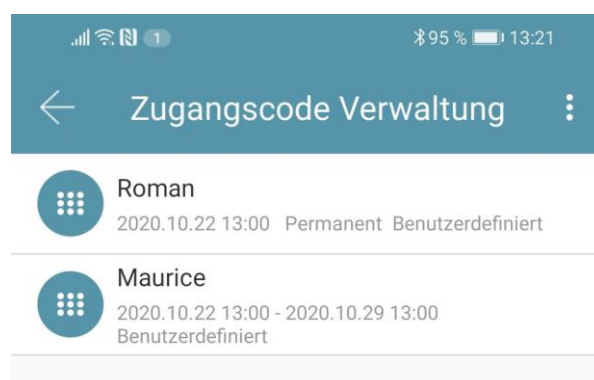 1 95 % 13:21
Zugangscode Verwaltung
Roman
2020.10.22 13:00 Permanent Benutzerdefiniert
Maurice
2020.10.22 13:00 - 2020.10.29 13:00
Benutzerdefiniert